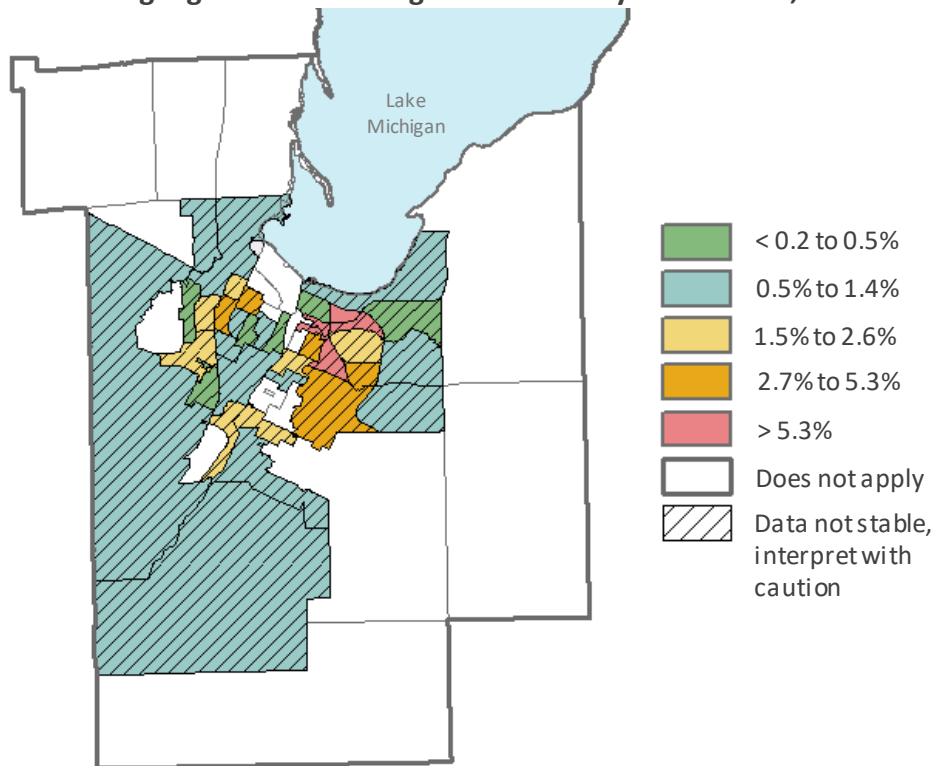 Lake
Michigan
< 0.2 to 0.5%
0.5% to 1.4%
1.5% to 2.6%
2.7% to 5.3%
> 5.3%
Does not apply
Data not stable,
interpret with
caution